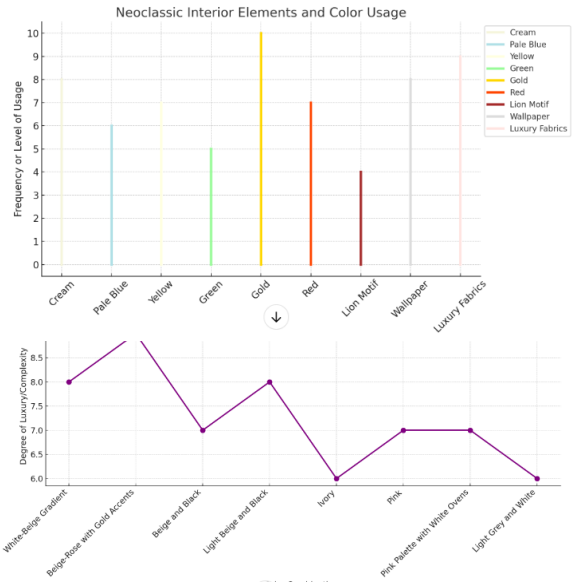 Neoclassic Interior Elements and Color Usage
Frequency or Level of Usage
10
9
8
7
6
5
4
3
2
1
0
Cream
Pale Blue
Yellow
Green
Gold
Red
Lion Motif
Wallpaper
Luxury Fabrics
Cream
Pale Blue
Yellow
Green
Gold
Red
Lion Motif
Wallpaper
Luxury Fabrics
Degree of Luxury/Complexity
8.5
8.0
7.5
7.0
6.5
6.0
White-Beige Gradient
Beige-Rose with Gold Accents
Beige and Black
Light Beige and Black
Ivory
Pink
Pink Palette with White Ovens
Light Grey and White